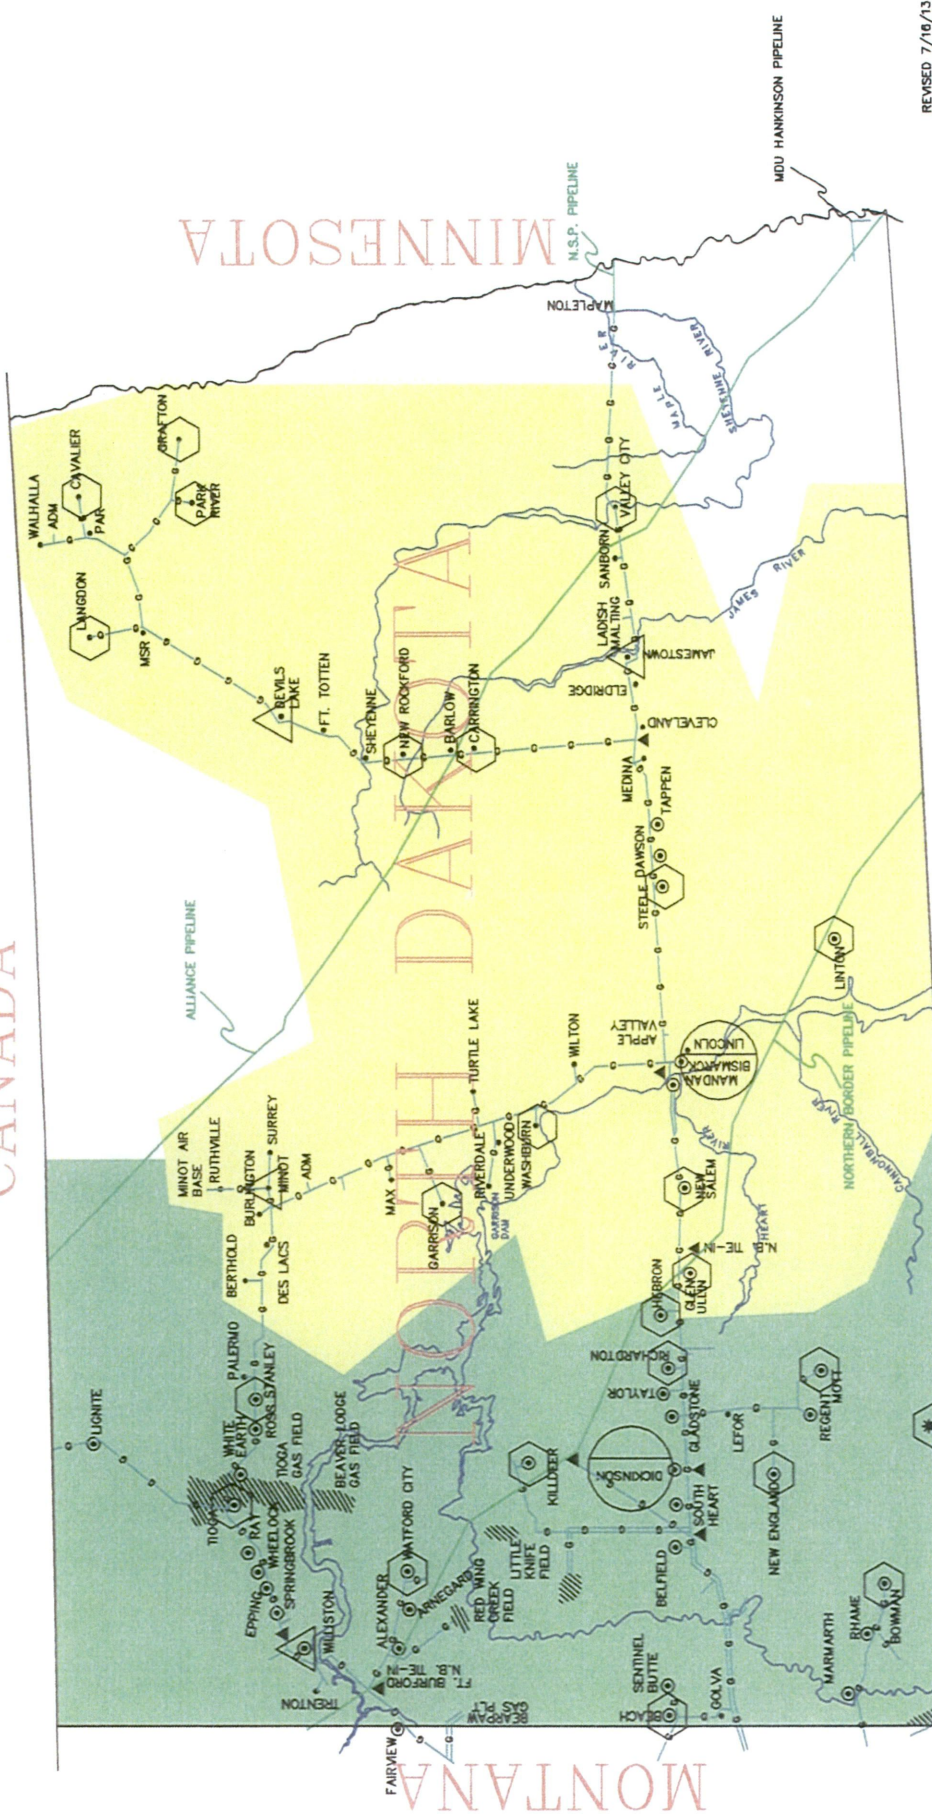 CANADA
MINNESOTA
MONTANA
NORTH DAKOTA
REVISED 7/16/13
MDU HANKINSON PIPELINE
N.S.P. PIPELINE
ALLIANCE PIPELINE
NORTHERN BORDER PIPELINE
WALHALLA
ADM
CAVALIER
PAR
GRAFTON
PARK
RIVER
LANGDON
MSR
DEVILS
LAKE
FT. TOTTEN
SHEYENNE
NEW ROCKFORD
BARLOW
CARRINGTON
MAPLETON
MAPLE RIVER
SHEYENNE RIVER
VALLEY CITY
SANBORN
LADISH
MALTING
JAMESTOWN
JAMES RIVER
ELDRIDGE
CLEVELAND
MEDINA
TAPPEN
DAWSON
STEELE
LINTON
APPLE
VALLEY
LINCOLN
BISMARCK
MANDAN
WILTON
TURTLE LAKE
RIVERDALE
UNDERWOOD
WASHBURN
GARRISON
DAM
GARRISON
MAX
ADM
MINOT AIR
BASE
RUTHVILLE
SURREY
MINOT
BURLINGTON
BERTHOLD
DES LACS
PALERMO
STANLEY
ROSS
WHITE
EARTH
TIOGA
GAS FIELD
BEAVER LODGE
GAS FIELD
LIGNITE
TIOGA
RAY
WHEELOCK
SPRINGBROOK
EPPING
WILLISTON
TRENTON
FAIRVIEW
ALEXANDER
ARNEGARD
WATFORD CITY
FT. BURFORD
N.B. TIE-IN
BEARPAW
GAS PLT
RED WING
CREEK
FIELD
LITTLE
KNIFE
FIELD
KILLDEER
DICKINSON
SOUTH
HEART
BELFIELD
SENTINEL
BUTTE
BEACH
GOLVA
MARMARTH
RHAME
BOWMAN
NEW ENGLAND
REGENT
MOTT
LEFOR
GLADSTONE
TAYLOR
RICHARDTON
HEBRON
GLEN
ULLIN
N.B. TIE-IN
NEW
SALEM
HEART RIVER
CANNONBALL RIVER